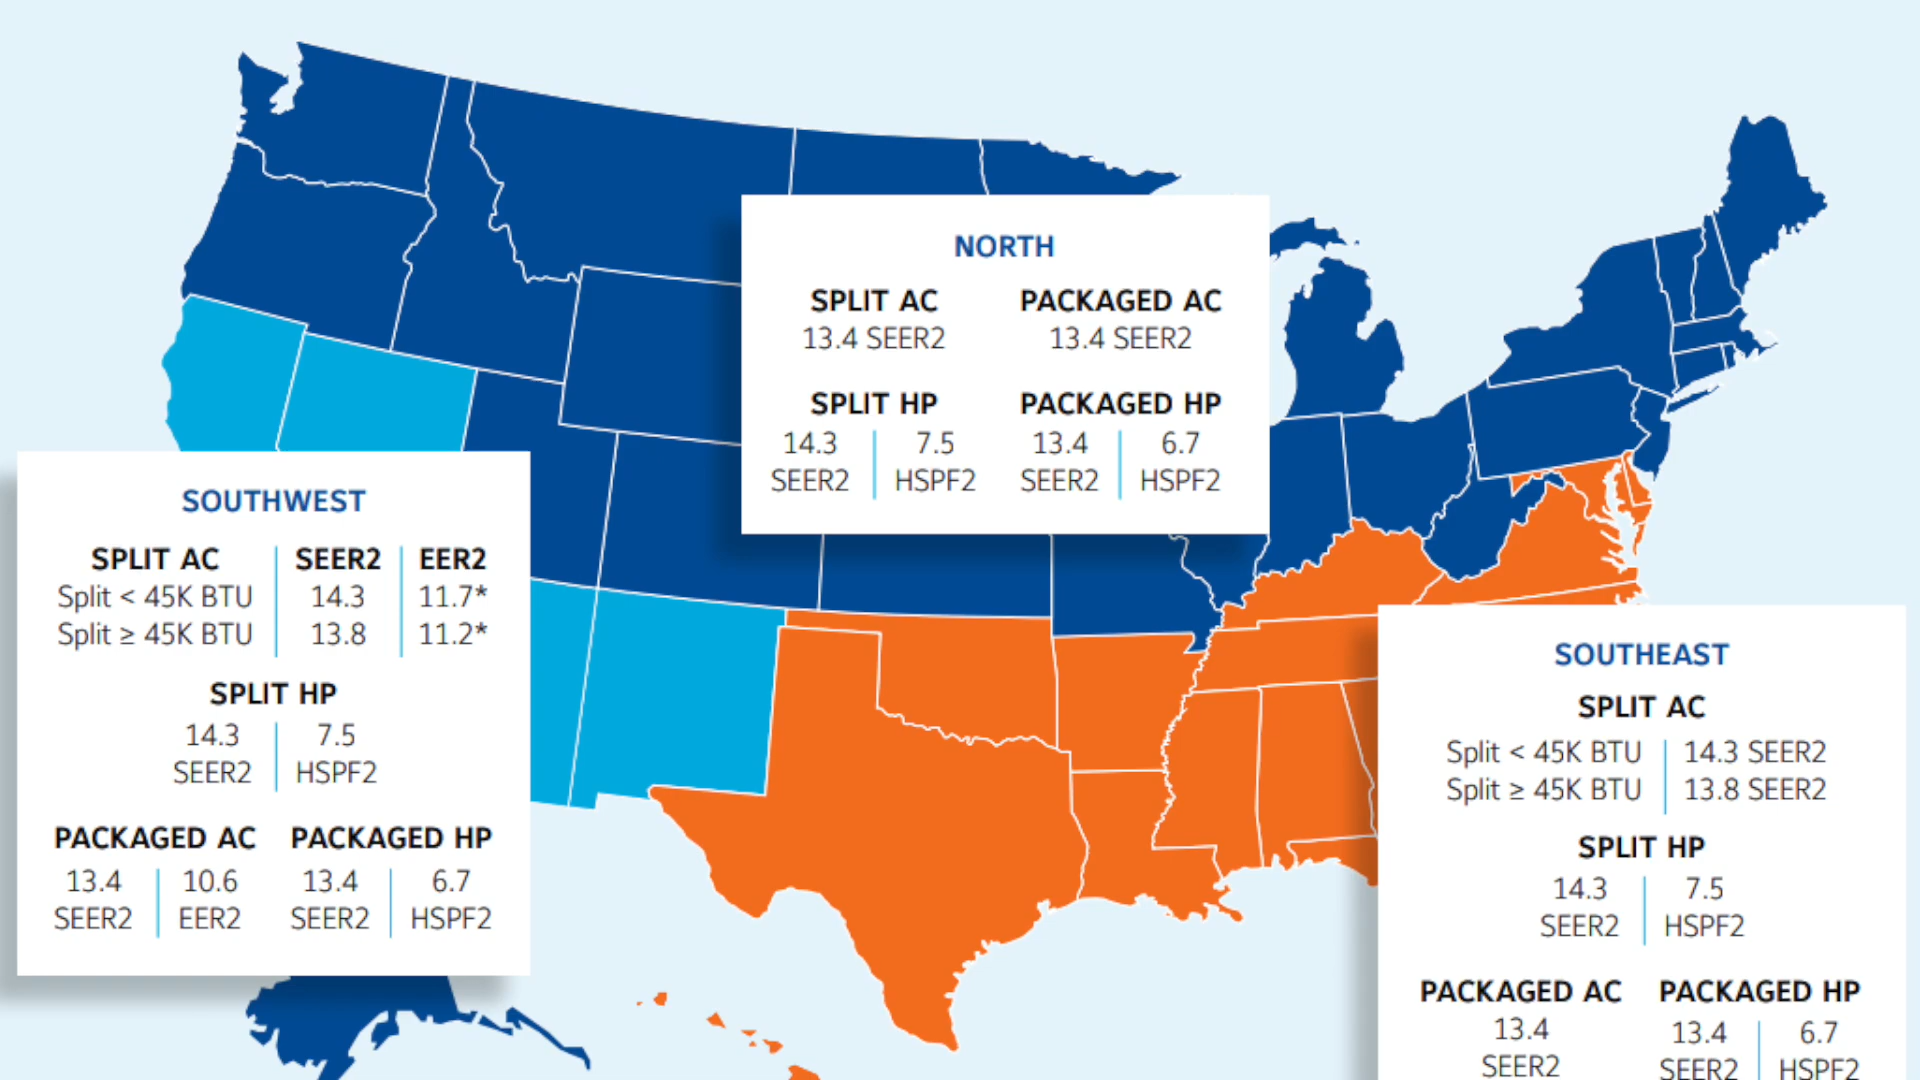 NORTH
SPLIT AC PACKAGED AC
13.4 SEER2 13.4 SEER2
SPLIT HP PACKAGED HP
14.3 7.5 13.4 6.7
SEER2 HSPF2 SEER2 HSPF2
SOUTHWEST
SPLIT AC SEER2 EER2
Split < 45K BTU 14.3 11.7*
Split ≥ 45K BTU 13.8 11.2*
SPLIT HP
14.3 7.5
SEER2 HSPF2
PACKAGED AC PACKAGED HP
13.4 10.6 13.4 6.7
SEER2 EER2 SEER2 HSPF2
SOUTHEAST
SPLIT AC
Split < 45K BTU 14.3 SEER2
Split ≥ 45K BTU 13.8 SEER2
SPLIT HP
14.3 7.5
SEER2 HSPF2
PACKAGED AC PACKAGED HP
13.4 13.4 6.7
SEER2 SEER2 HSPF2